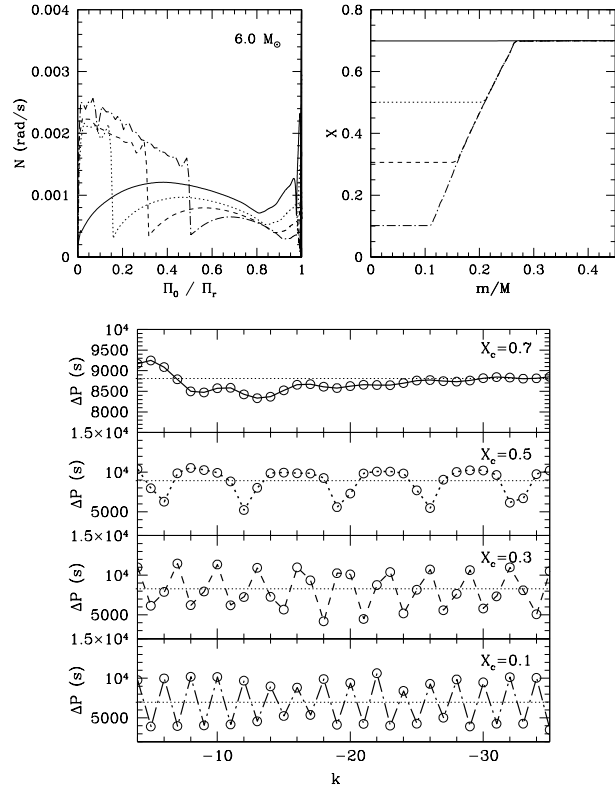 6.0 M⊙
N (rad/s)
0.004
0.003
0.002
0.001
0
0 0.2 0.4 0.6 0.8 1
Π₀ / Πᵣ
X
0.8
0.6
0.4
0.2
0
0 0.1 0.2 0.3 0.4
m/M
ΔP (s)
10⁴
9500
9000
8500
8000
X_c=0.7
ΔP (s)
1.5×10⁴
10⁴
5000
X_c=0.5
ΔP (s)
1.5×10⁴
10⁴
5000
X_c=0.3
ΔP (s)
1.5×10⁴
10⁴
5000
X_c=0.1
-10 -20 -30
k